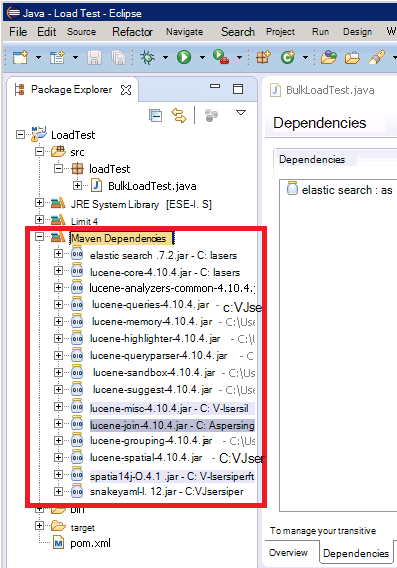 Java - Load Test - Eclipse
File Edit Source Refactor Navigate Search Project Run Design
Package Explorer
BulkLoadTest.java
LoadTest
src
loadTest
BulkLoadTest.java
JRE System Library [ESE-I. S]
Limit 4
Maven Dependencies
elastic search .7.2.jar - C: lasers
lucene-core-4.10.4.jar - C: lasers
lucene-analyzers-common-4.10.4.
lucene-queries-4.10.4.jar - c:VJser
lucene-memory-4.10.4.jar - C:\Us
lucene-highlighter-4.10.4.jar - C:\
lucene-queryparser-4.10.4.jar - C
lucene-sandbox-4.10.4.jar - C:\Us
lucene-suggest-4.10.4.jar - C:\Use
lucene-misc-4.10.4.jar - C: V-Isersil
lucene-join-4.10.4.jar - C: Aspersing
lucene-grouping-4.10.4.jar - C:\U
lucene-spatial-4.10.4.jar - C:VJser
spatia14j-O.4.1 .jar - C: V-Isersiperft
snakeyaml-l. 12.jar - C:VJsersiper
bin
target
pom.xml
Dependencies
Dependencies
elastic search : as
To manage your transitive
Overview Dependencies